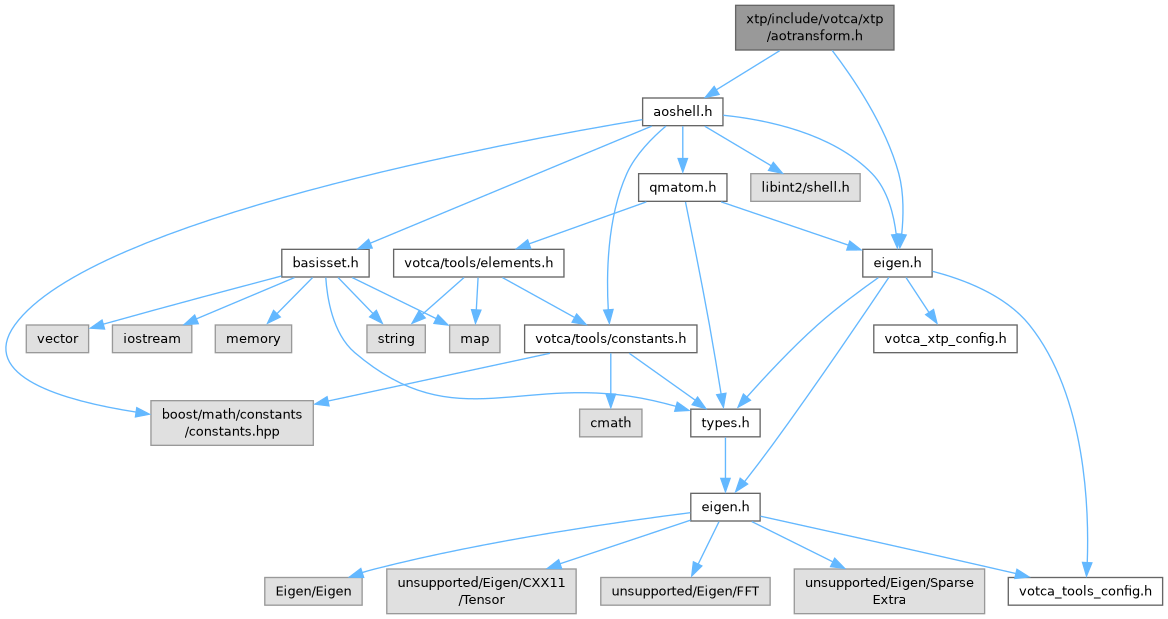 xtp/include/votca/xtp
/aotransform.h
aoshell.h
qmatom.h
libint2/shell.h
basisset.h
votca/tools/elements.h
eigen.h
vector
iostream
memory
string
map
votca/tools/constants.h
votca_xtp_config.h
boost/math/constants
/constants.hpp
cmath
types.h
eigen.h
Eigen/Eigen
unsupported/Eigen/CXX11
/Tensor
unsupported/Eigen/FFT
unsupported/Eigen/Sparse
Extra
votca_tools_config.h